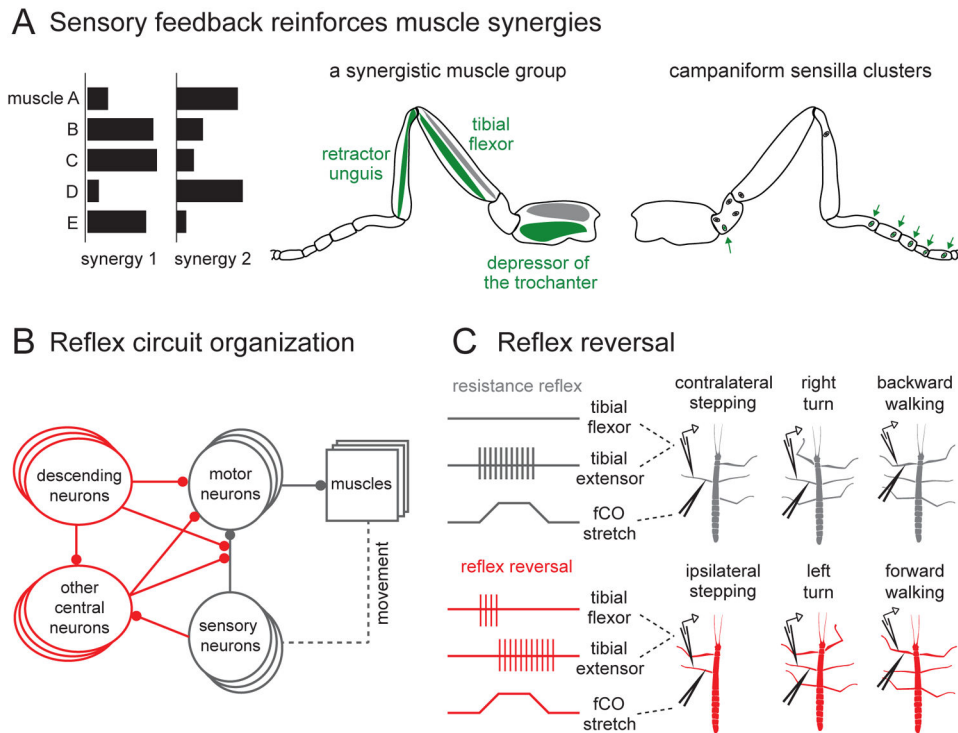 A Sensory feedback reinforces muscle synergies
muscle A
B
C
D
E
synergy 1 synergy 2
a synergistic muscle group
retractor
unguis
tibial
flexor
depressor of
the trochanter
campaniform sensilla clusters
B Reflex circuit organization
descending
neurons
motor
neurons
muscles
other
central
neurons
sensory
neurons
movement
C Reflex reversal
resistance reflex
tibial
flexor
tibial
extensor
fCO
stretch
contralateral
stepping
right
turn
backward
walking
reflex reversal
tibial
flexor
tibial
extensor
fCO
stretch
ipsilateral
stepping
left
turn
forward
walking